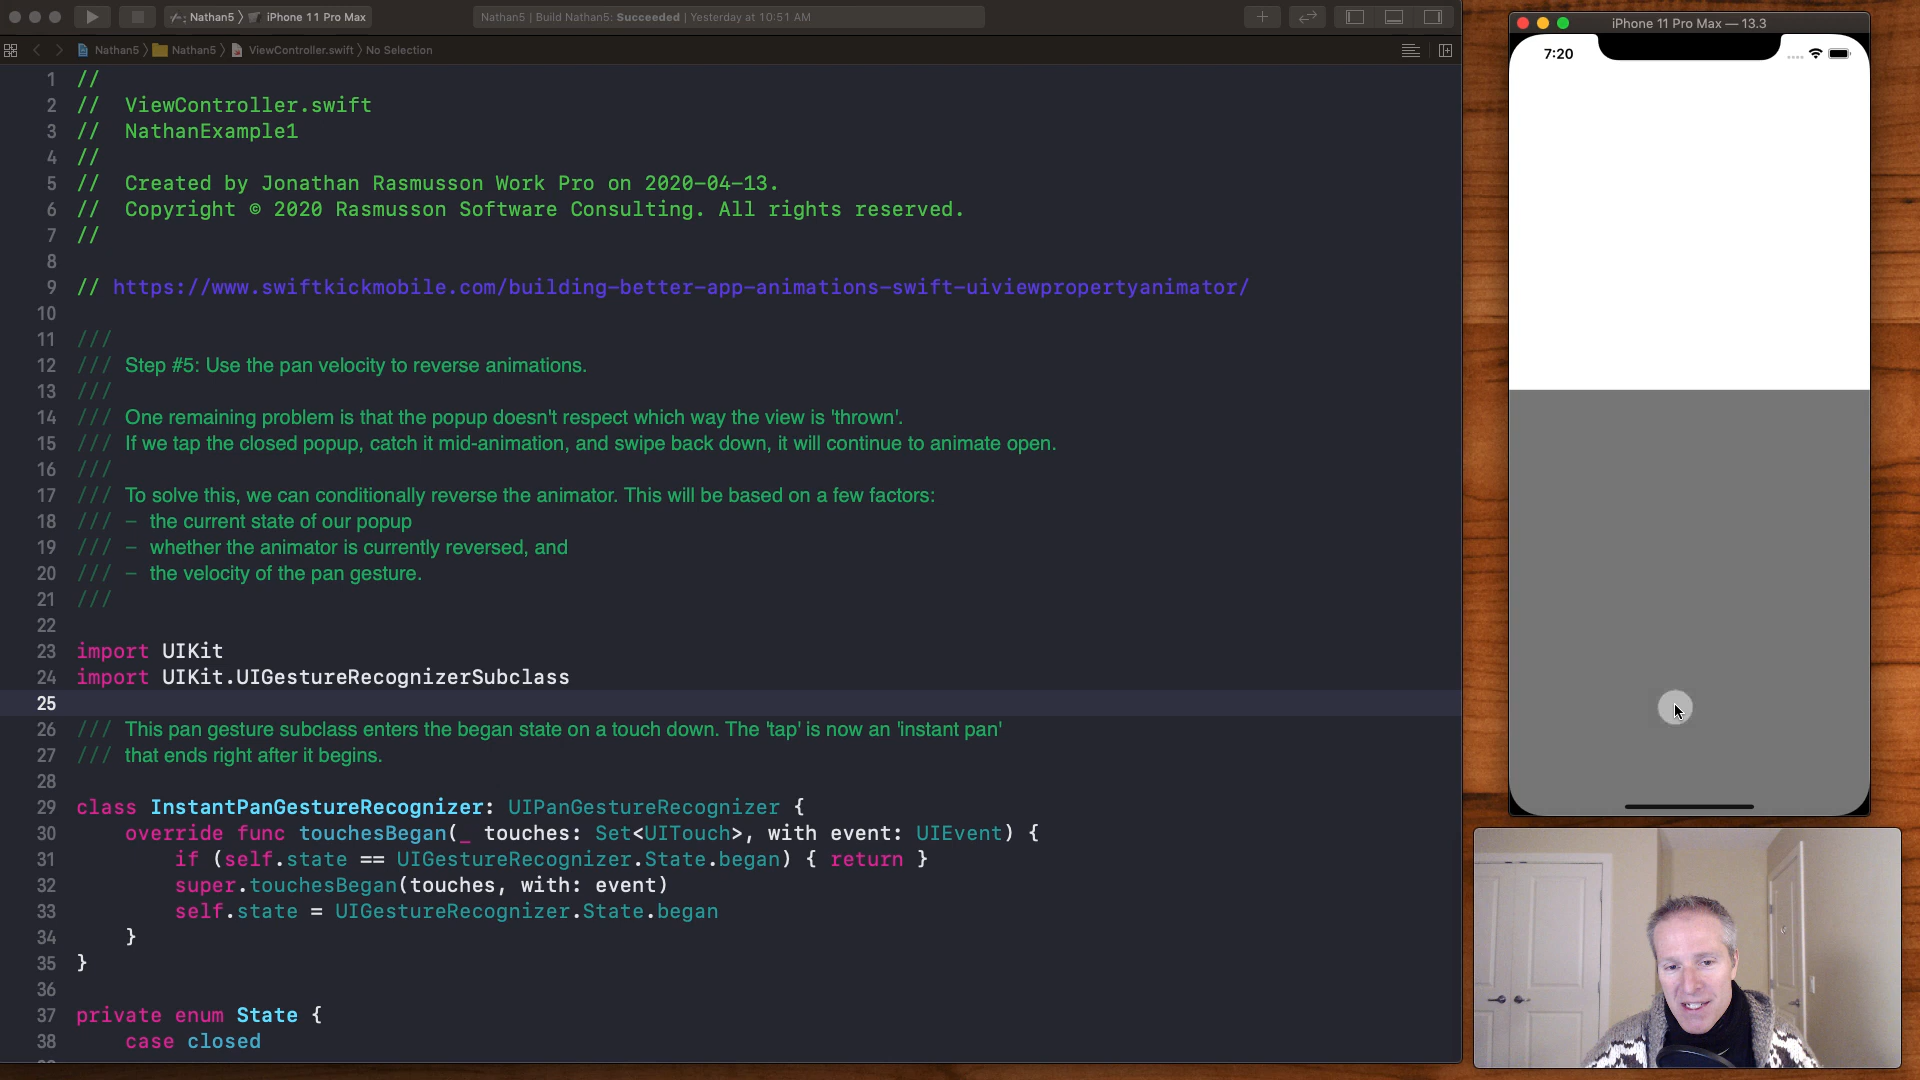 Nathan5 〉 iPhone 11 Pro Max
Nathan5 | Build Nathan5: Succeeded | Yesterday at 10:51 AM
Nathan5 〉 Nathan5 〉 ViewController.swift 〉 No Selection
1 //
2 //  ViewController.swift
3 //  NathanExample1
4 //
5 //  Created by Jonathan Rasmusson Work Pro on 2020-04-13.
6 //  Copyright © 2020 Rasmusson Software Consulting. All rights reserved.
7 //
8
9 // https://www.swiftkickmobile.com/building-better-app-animations-swift-uiviewpropertyanimator/
10
11 ///
12 /// Step #5: Use the pan velocity to reverse animations.
13 ///
14 /// One remaining problem is that the popup doesn't respect which way the view is 'thrown'.
15 /// If we tap the closed popup, catch it mid-animation, and swipe back down, it will continue to animate open.
16 ///
17 /// To solve this, we can conditionally reverse the animator. This will be based on a few factors:
18 /// – the current state of our popup
19 /// – whether the animator is currently reversed, and
20 /// – the velocity of the pan gesture.
21 ///
22
23 import UIKit
24 import UIKit.UIGestureRecognizerSubclass
25
26 /// This pan gesture subclass enters the began state on a touch down. The 'tap' is now an 'instant pan'
27 /// that ends right after it begins.
28
29 class InstantPanGestureRecognizer: UIPanGestureRecognizer {
30     override func touchesBegan(_ touches: Set<UITouch>, with event: UIEvent) {
31         if (self.state == UIGestureRecognizer.State.began) { return }
32         super.touchesBegan(touches, with: event)
33         self.state = UIGestureRecognizer.State.began
34     }
35 }
36
37 private enum State {
38     case closed
iPhone 11 Pro Max — 13.3
7:20